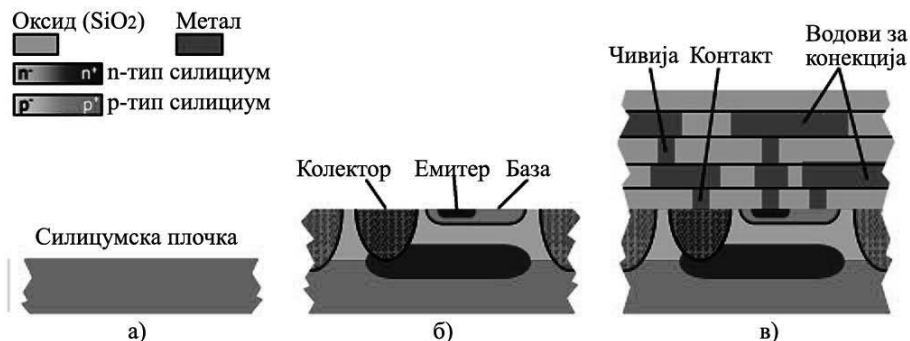 Оксид (SiO2) Метал
n- n+ n-тип силициум
p- p+ p-тип силициум
Силицумска плочка
а)
Колектор Емитер База
б)
Чивија Контакт Водови за
конекција
в)